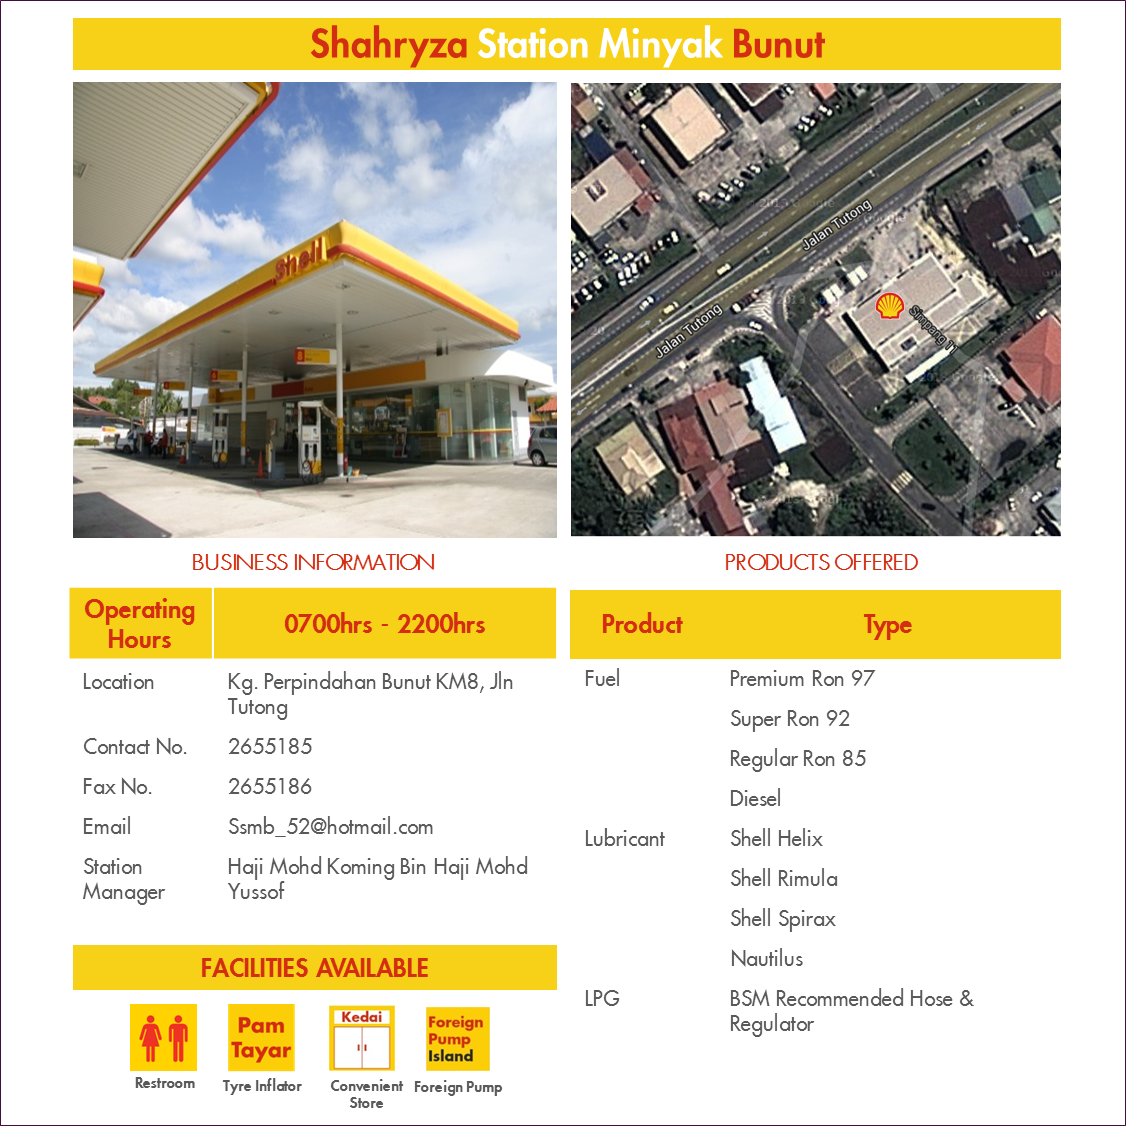 Shahryza Station Minyak Bunut
Shell
Jalan Tutong
Jalan Tutong
Simpang 11
BUSINESS INFORMATION
Operating
Hours
0700hrs - 2200hrs
Location
Kg. Perpindahan Bunut KM8, Jln
Tutong
Contact No.
2655185
Fax No.
2655186
Email
Ssmb_52@hotmail.com
Station
Manager
Haji Mohd Koming Bin Haji Mohd
Yussof
FACILITIES AVAILABLE
Restroom
Pam
Tayar
Tyre Inflator
Kedai
Convenient
Store
Foreign
Pump
Island
Foreign Pump
PRODUCTS OFFERED
Product
Type
Fuel
Premium Ron 97
Super Ron 92
Regular Ron 85
Diesel
Lubricant
Shell Helix
Shell Rimula
Shell Spirax
Nautilus
LPG
BSM Recommended Hose &
Regulator